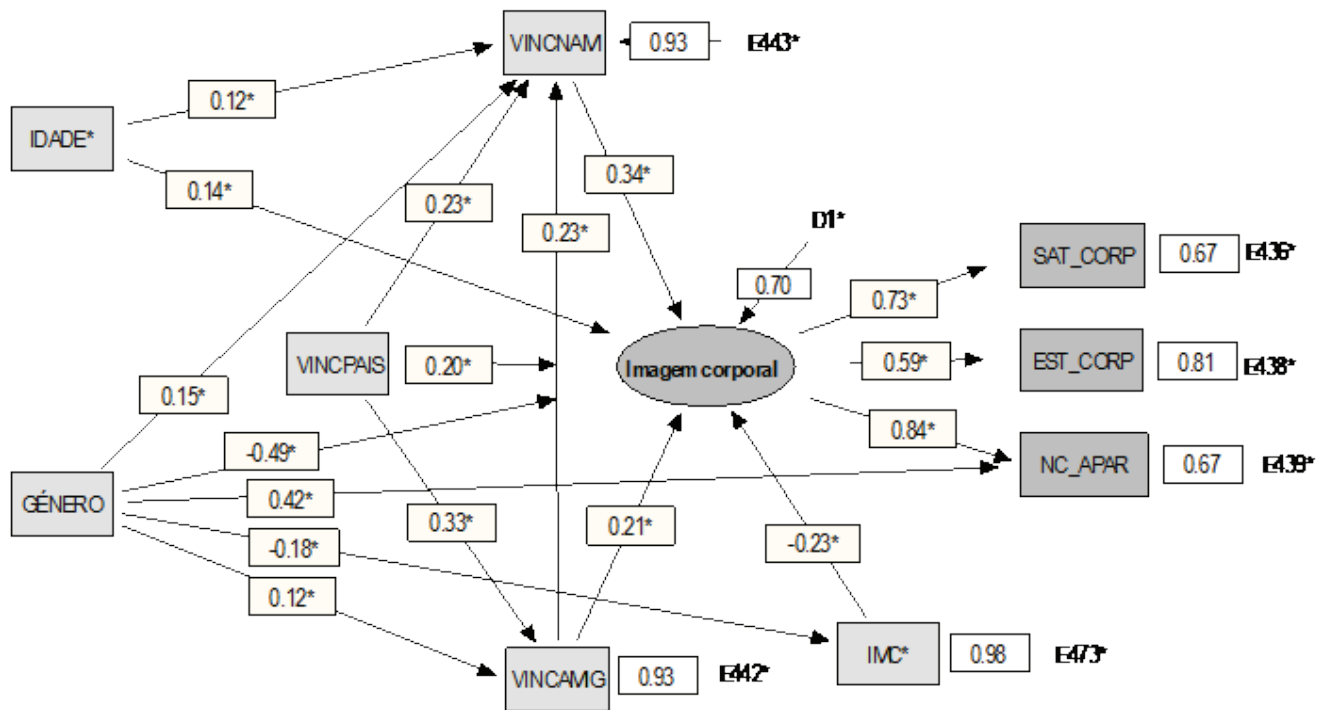 VINCNAM
0.93
E443*
0.12*
IDADE*
0.14*
0.34*
0.23*
0.23*
D1*
SAT_CORP
0.67
E436*
0.70
0.73*
VINCPAIS
0.20*
Imagem corporal
0.59*
EST_CORP
0.81
E438*
0.15*
0.84*
-0.49*
NC_APAR
0.67
E439*
GÉNERO
0.42*
0.33*
0.21*
-0.23*
-0.18*
0.12*
VINCAMIG
0.93
E442*
IMC*
0.98
E473*